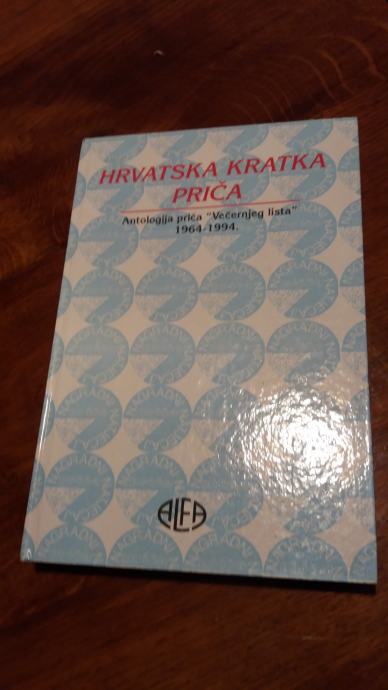 HRVATSKA KRATKA
PRIČA
Antologija priča "Večernjeg lista"
1964-1994.
ALFA